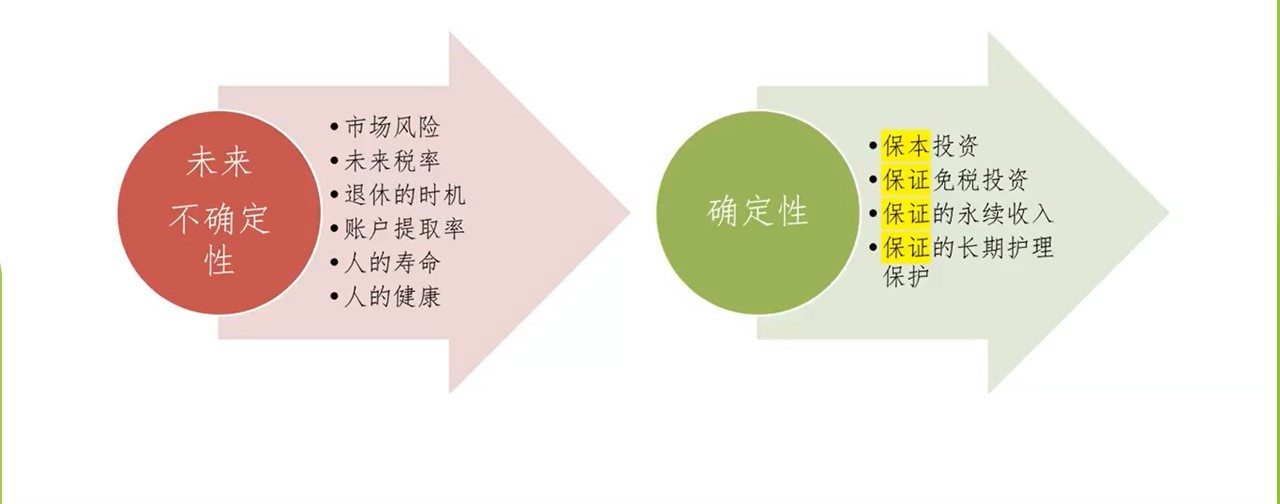 未来
不确定
性
• 市场风险
• 未来税率
• 退休的时机
• 账户提取率
• 人的寿命
• 人的健康
确定性
• 保本投资
• 保证免税投资
• 保证的永续收入
• 保证的长期护理
保护